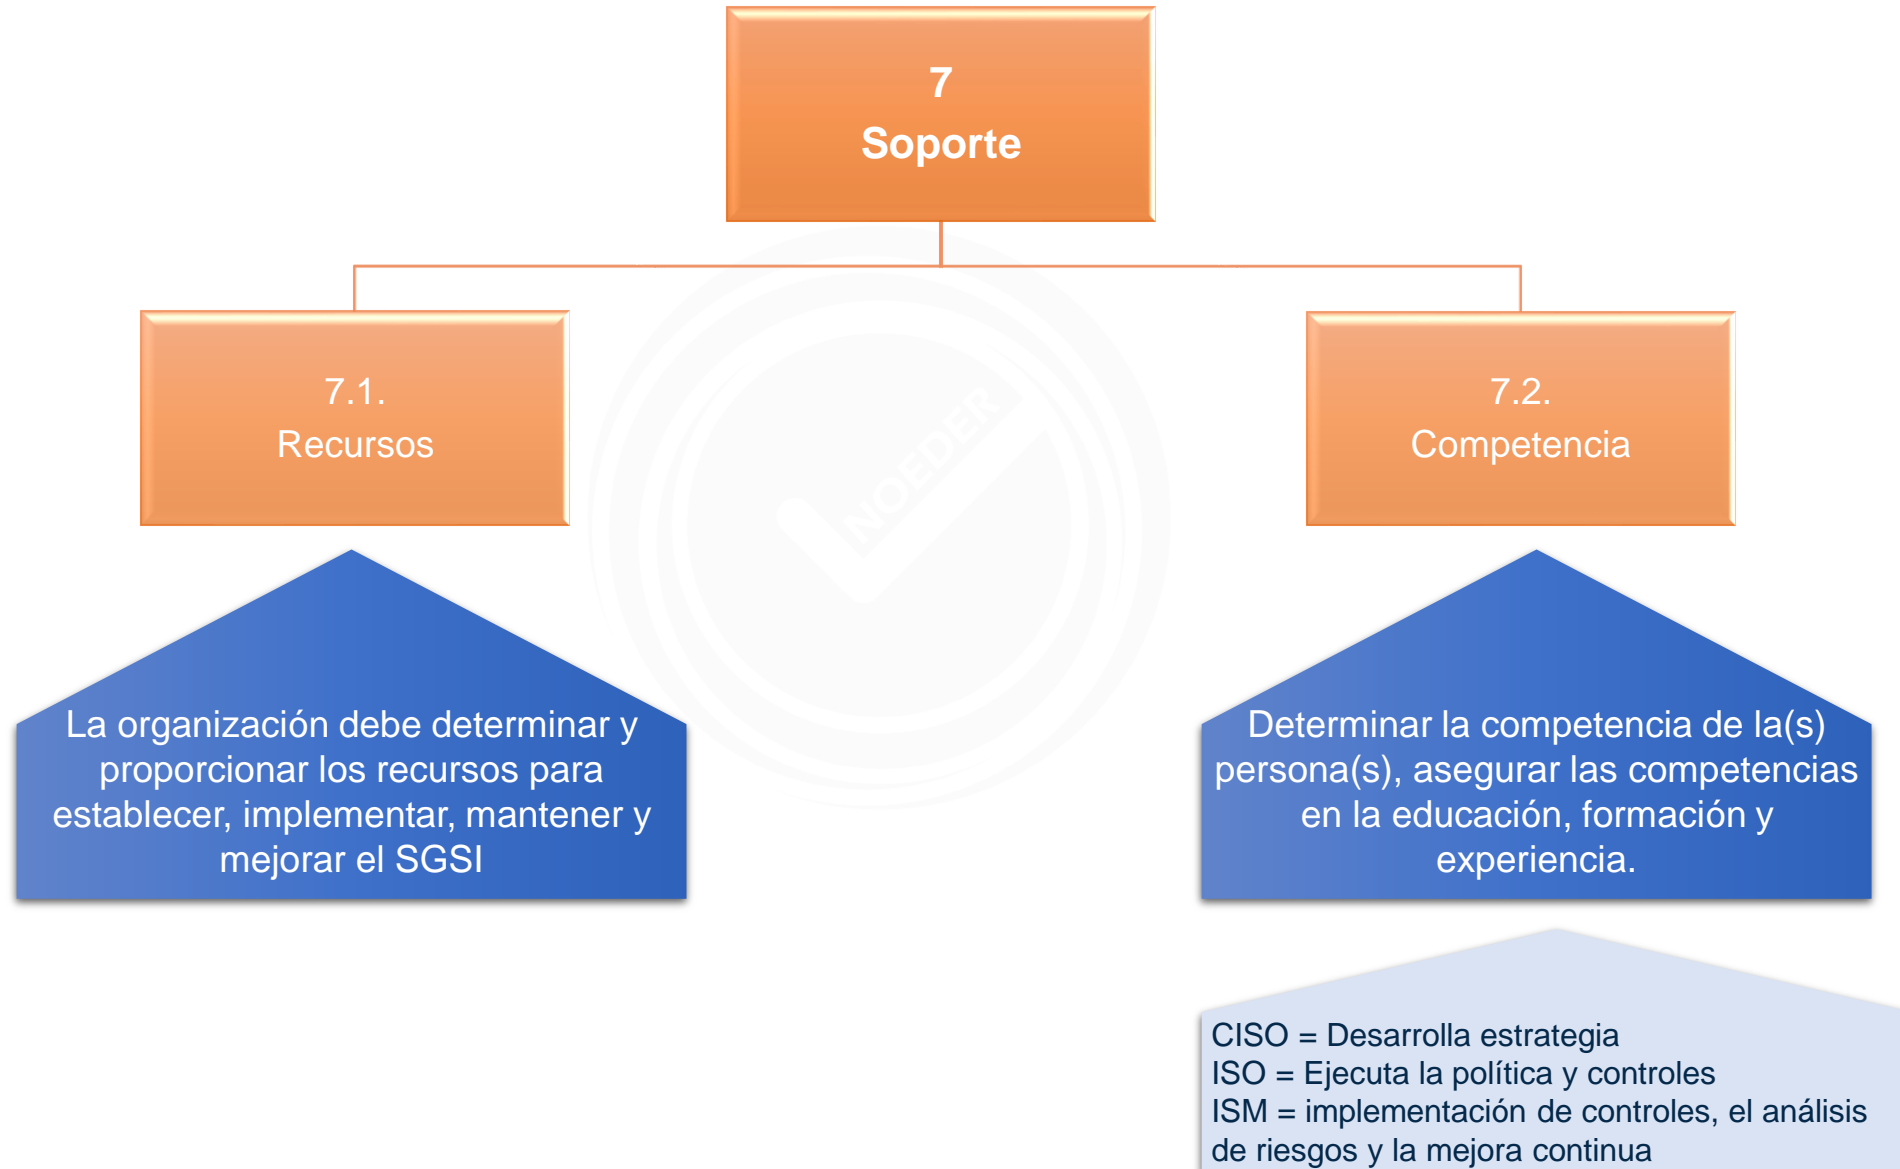 7
Soporte
7.1.
Recursos
7.2.
Competencia
NOEDER
La organización debe determinar y
proporcionar los recursos para
establecer, implementar, mantener y
mejorar el SGSI
Determinar la competencia de la(s)
persona(s), asegurar las competencias
en la educación, formación y
experiencia.
CISO = Desarrolla estrategia
ISO = Ejecuta la política y controles
ISM = implementación de controles, el análisis
de riesgos y la mejora continua